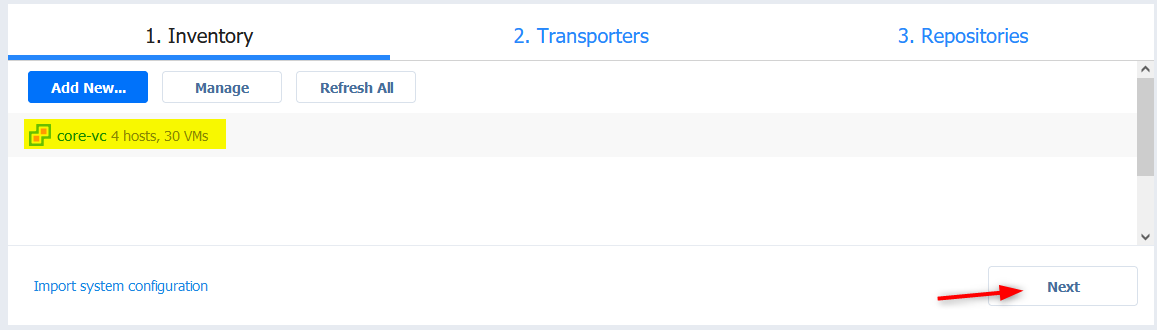 1. Inventory 2. Transporters 3. Repositories
Add New... Manage Refresh All
core-vc 4 hosts, 30 VMs
Import system configuration Next